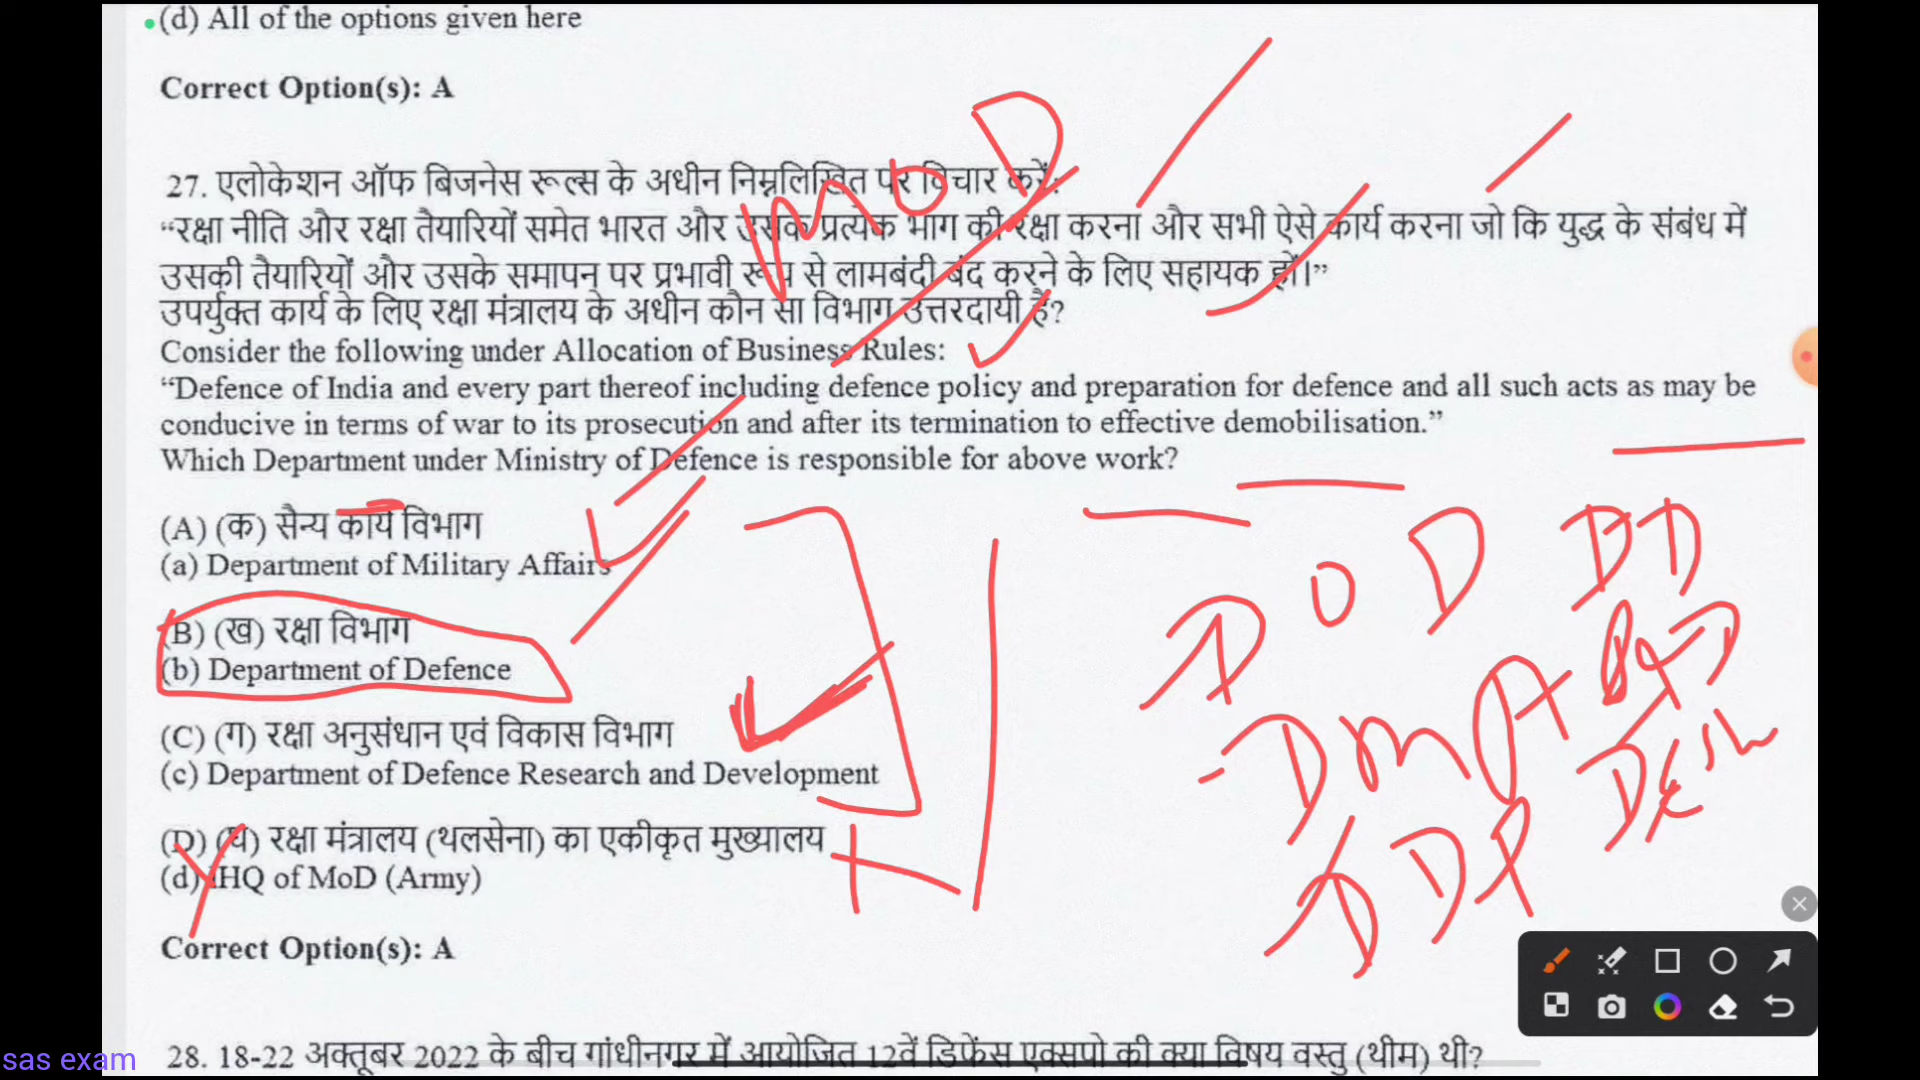 (d) All of the options given here
Correct Option(s): A
MOD
27. एलोकेशन ऑफ बिजनेस रूल्स के अधीन निम्नलिखित पर विचार करें:
“रक्षा नीति और रक्षा तैयारियों समेत भारत और उसके प्रत्येक भाग की रक्षा करना और सभी ऐसे कार्य करना जो कि युद्ध के संबंध में
उसकी तैयारियों और उसके समापन पर प्रभावी रूप से लामबंदी बंद करने के लिए सहायक हों।”
उपर्युक्त कार्य के लिए रक्षा मंत्रालय के अधीन कौन सा विभाग उत्तरदायी है?
Consider the following under Allocation of Business Rules:
“Defence of India and every part thereof including defence policy and preparation for defence and all such acts as may be
conducive in terms of war to its prosecution and after its termination to effective demobilisation.”
Which Department under Ministry of Defence is responsible for above work?
(A) (क) सैन्य कार्य विभाग
(a) Department of Military Affairs
(B) (ख) रक्षा विभाग
(b) Department of Defence
(C) (ग) रक्षा अनुसंधान एवं विकास विभाग
(c) Department of Defence Research and Development
(D) (घ) रक्षा मंत्रालय (थलसेना) का एकीकृत मुख्यालय
(d) IHQ of MoD (Army)
DOD
DMA
DDP
Correct Option(s): A
28. 18-22 अक्तूबर 2022 के बीच गांधीनगर में आयोजित 12वें डिफेंस एक्सपो की क्या विषय वस्तु (थीम) थी?
sas exam